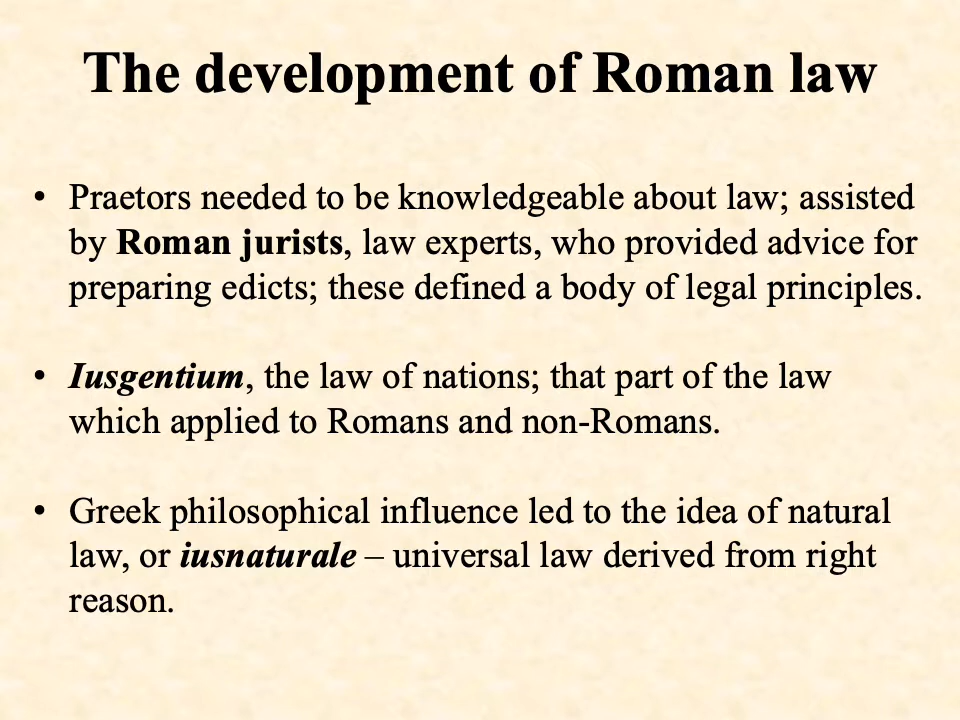 The development of Roman law
• Praetors needed to be knowledgeable about law; assisted
by Roman jurists, law experts, who provided advice for
preparing edicts; these defined a body of legal principles.
• Iusgentium, the law of nations; that part of the law
which applied to Romans and non-Romans.
• Greek philosophical influence led to the idea of natural
law, or iusnaturale – universal law derived from right
reason.